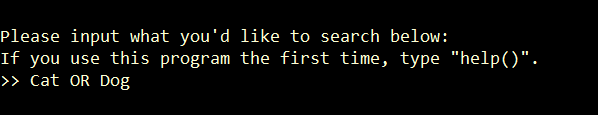 Please input what you'd like to search below:
If you use this program the first time, type "help()".
>> Cat OR Dog